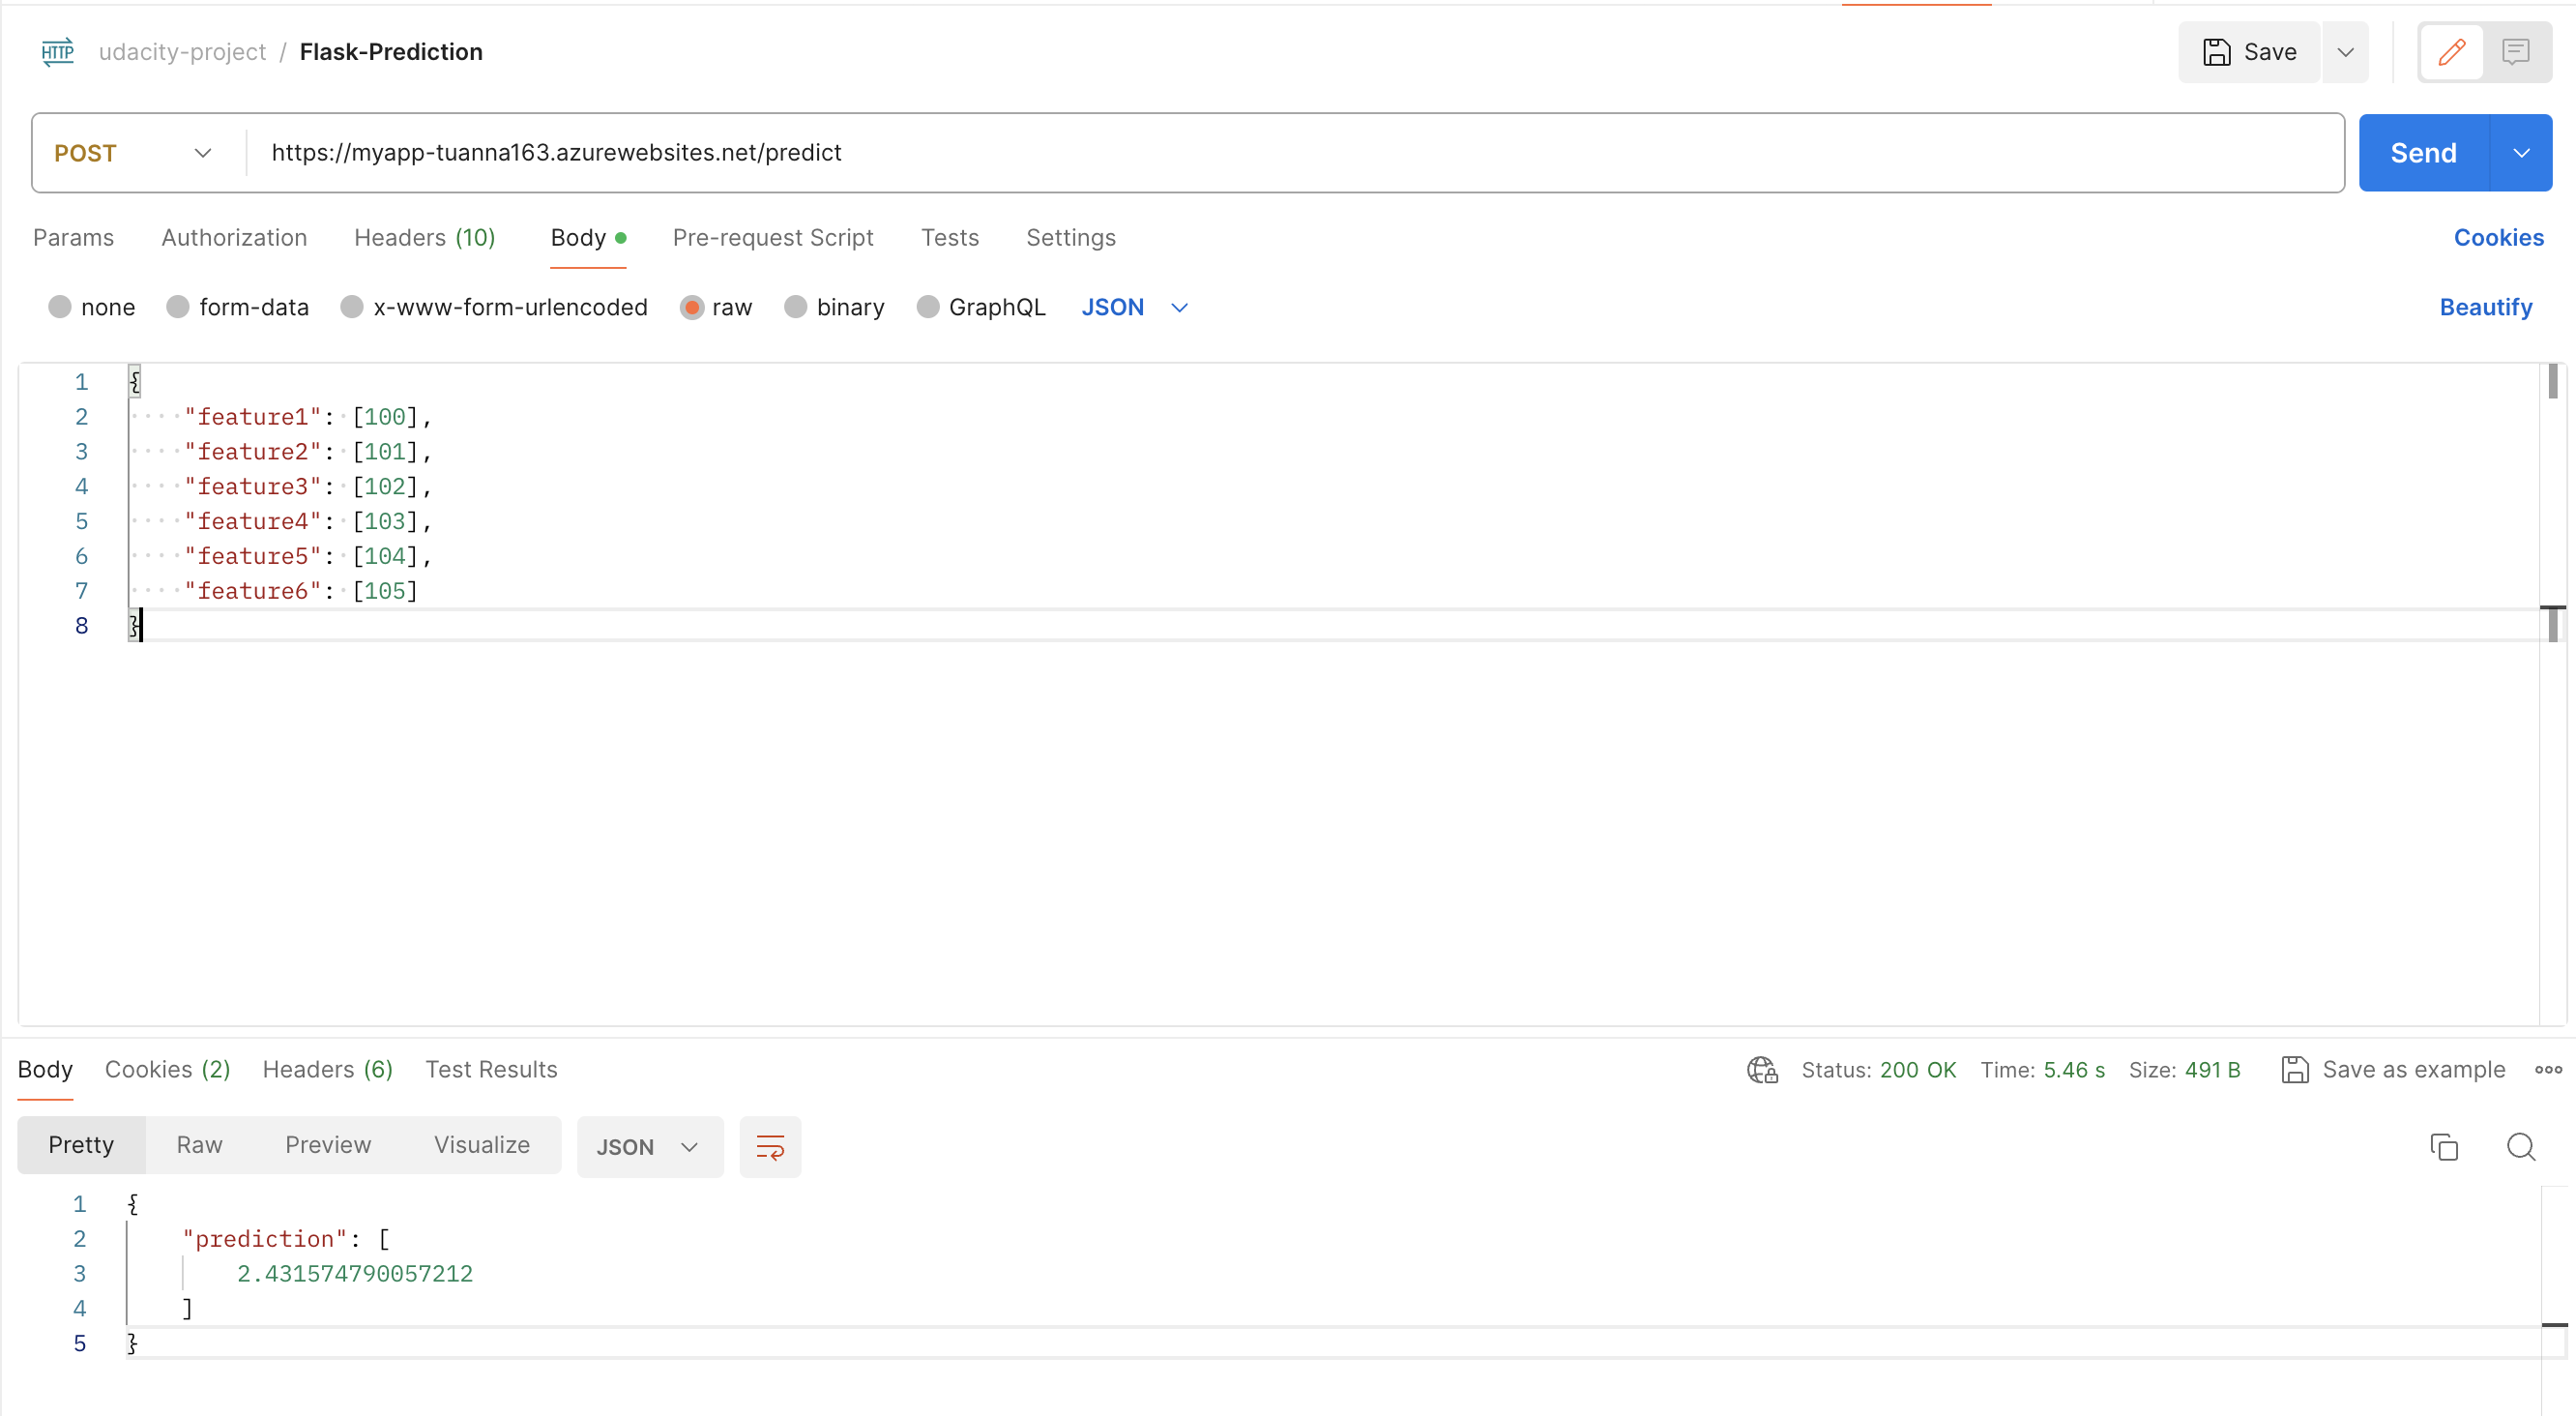 HTTP udacity-project / Flask-Prediction Save
POST https://myapp-tuanna163.azurewebsites.net/predict Send
Params Authorization Headers (10) Body Pre-request Script Tests Settings Cookies
none form-data x-www-form-urlencoded raw binary GraphQL JSON Beautify
1 {
2 "feature1": [100],
3 "feature2": [101],
4 "feature3": [102],
5 "feature4": [103],
6 "feature5": [104],
7 "feature6": [105]
8 }
Body Cookies (2) Headers (6) Test Results Status: 200 OK Time: 5.46 s Size: 491 B Save as example
Pretty Raw Preview Visualize JSON
1 {
2 "prediction": [
3 2.431574790057212
4 ]
5 }